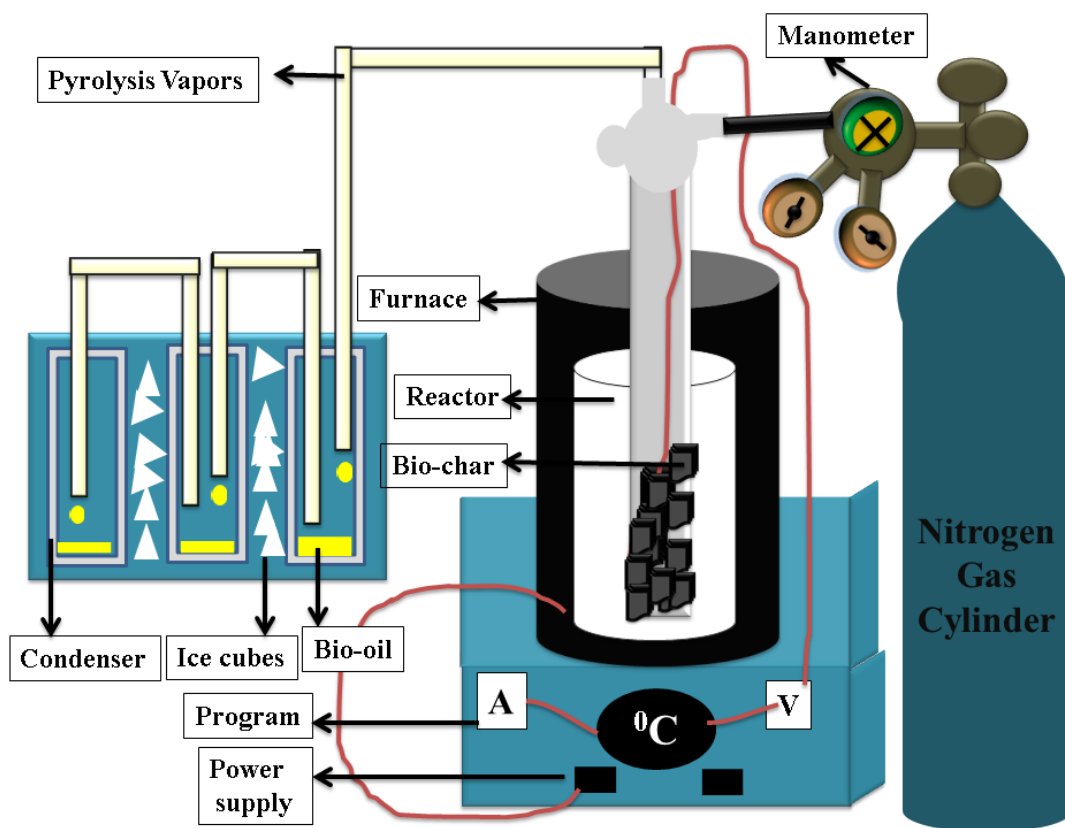 Manometer
Pyrolysis Vapors
Furnace
Reactor
Bio-char
Nitrogen
Gas
Cylinder
Condenser
Ice cubes
Bio-oil
Program
A
⁰C
V
Power
supply